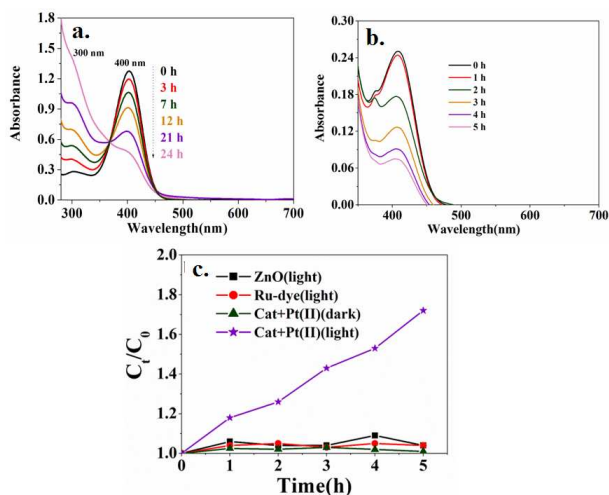 a.
300 nm
400 nm
0 h
3 h
7 h
12 h
21 h
24 h
Absorbance
1.8
1.5
1.2
0.9
0.6
0.3
0.0
300 400 500 600 700
Wavelength(nm)
b.
0 h
1 h
2 h
3 h
4 h
5 h
Absorbance
0.30
0.24
0.18
0.12
0.06
0.00
400 500 600 700
Wavelength(nm)
c.
ZnO(light)
Ru-dye(light)
Cat+Pt(II)(dark)
Cat+Pt(II)(light)
Ct/C0
2.0
1.8
1.6
1.4
1.2
1.0
0 1 2 3 4 5
Time(h)